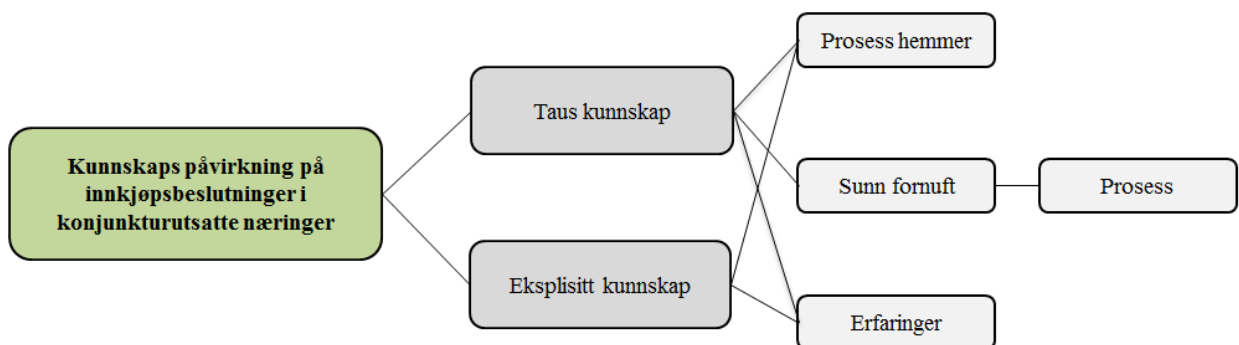 Kunnskaps påvirkning på
innkjøpsbeslutninger i
konjunkturutsatte næringer
Taus kunnskap
Eksplisitt kunnskap
Prosess hemmer
Sunn fornuft
Prosess
Erfaringer